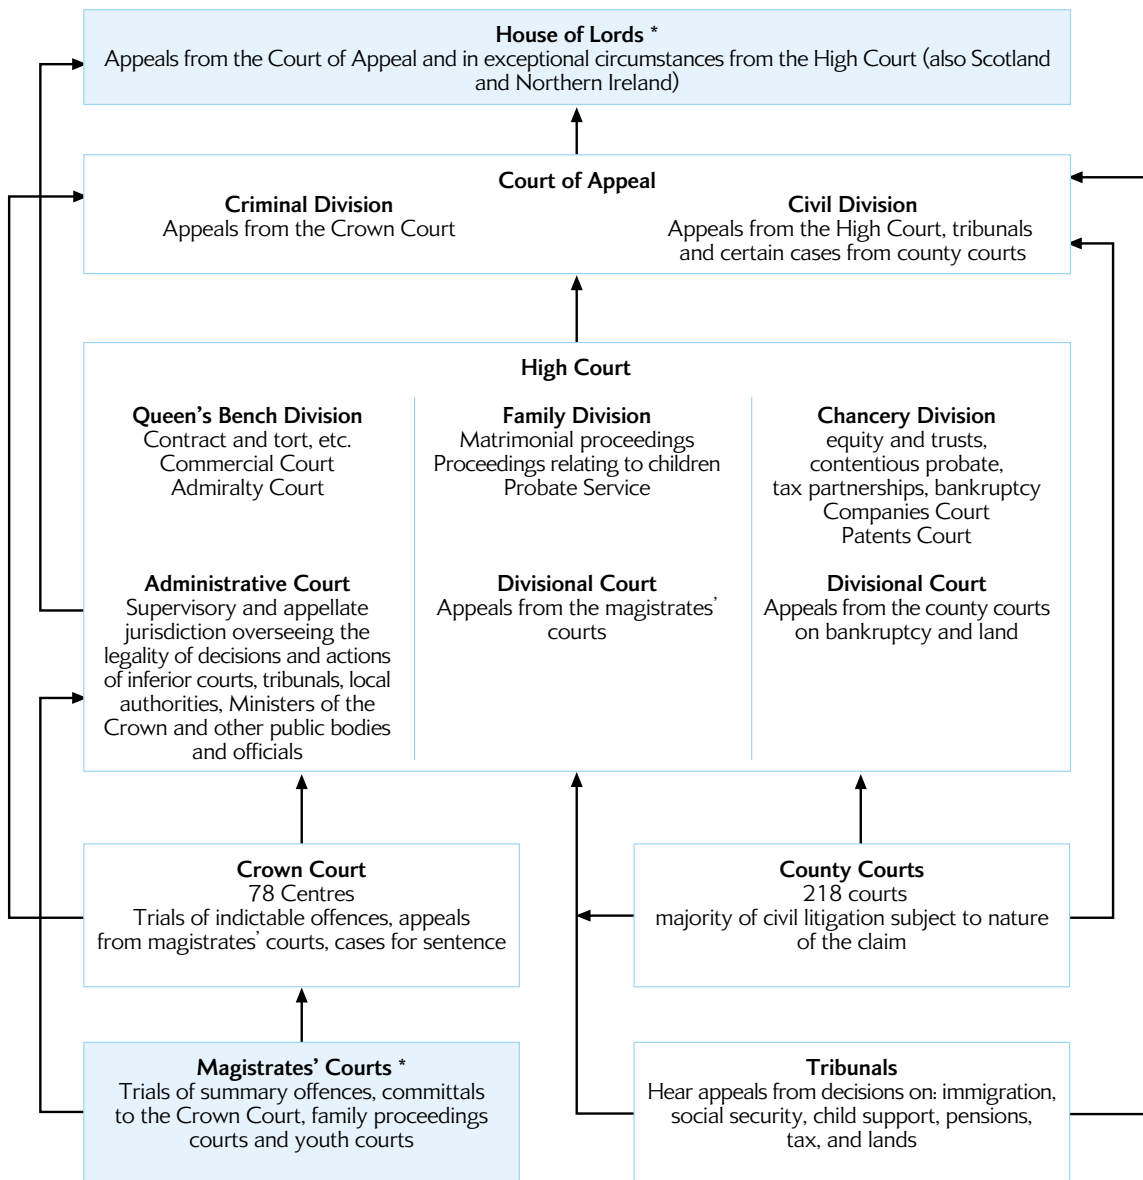 House of Lords *
Appeals from the Court of Appeal and in exceptional circumstances from the High Court (also Scotland
and Northern Ireland)
Court of Appeal
Criminal Division
Appeals from the Crown Court
Civil Division
Appeals from the High Court, tribunals
and certain cases from county courts
High Court
Queen’s Bench Division
Contract and tort, etc.
Commercial Court
Admiralty Court
Family Division
Matrimonial proceedings
Proceedings relating to children
Probate Service
Chancery Division
equity and trusts,
contentious probate,
tax partnerships, bankruptcy
Companies Court
Patents Court
Administrative Court
Supervisory and appellate
jurisdiction overseeing the
legality of decisions and actions
of inferior courts, tribunals, local
authorities, Ministers of the
Crown and other public bodies
and officials
Divisional Court
Appeals from the magistrates’
courts
Divisional Court
Appeals from the county courts
on bankruptcy and land
Crown Court
78 Centres
Trials of indictable offences, appeals
from magistrates’ courts, cases for sentence
County Courts
218 courts
majority of civil litigation subject to nature
of the claim
Magistrates’ Courts *
Trials of summary offences, committals
to the Crown Court, family proceedings
courts and youth courts
Tribunals
Hear appeals from decisions on: immigration,
social security, child support, pensions,
tax, and lands